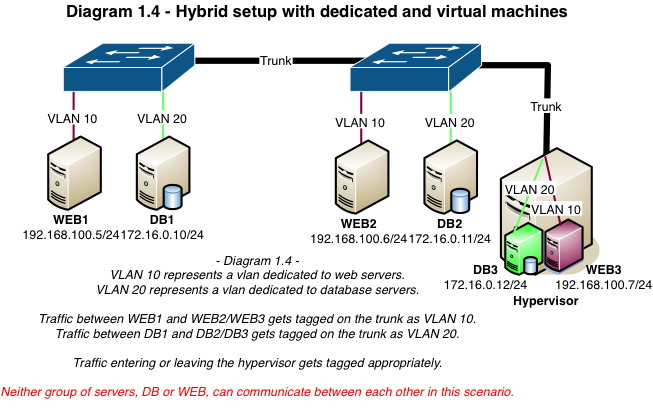 Diagram 1.4 - Hybrid setup with dedicated and virtual machines
Trunk
Trunk
VLAN 10
VLAN 20
VLAN 10
VLAN 20
VLAN 20
VLAN 10
WEB1
192.168.100.5/24
DB1
172.16.0.10/24
WEB2
192.168.100.6/24
DB2
172.16.0.11/24
DB3
172.16.0.12/24
WEB3
192.168.100.7/24
Hypervisor
- Diagram 1.4 -
VLAN 10 represents a vlan dedicated to web servers.
VLAN 20 represents a vlan dedicated to database servers.
Traffic between WEB1 and WEB2/WEB3 gets tagged on the trunk as VLAN 10.
Traffic between DB1 and DB2/DB3 gets tagged on the trunk as VLAN 20.
Traffic entering or leaving the hypervisor gets tagged appropriately.
Neither group of servers, DB or WEB, can communicate between each other in this scenario.